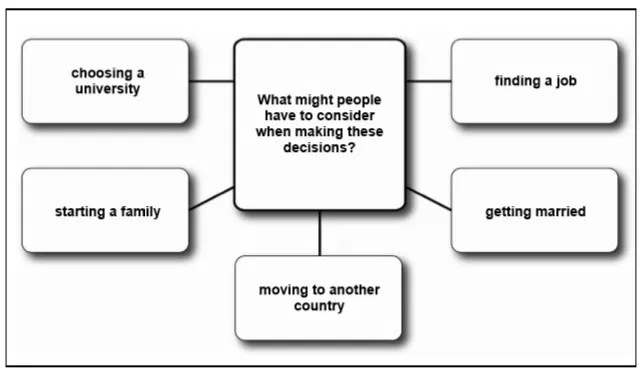 choosing a
university
What might people
have to consider
when making these
decisions?
finding a job
starting a family
getting married
moving to another
country